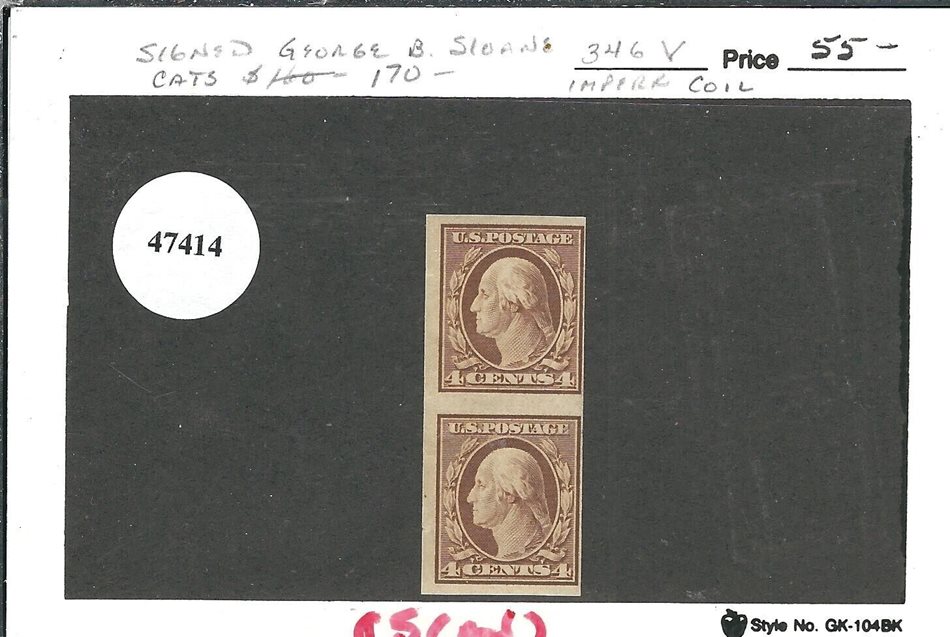 SIGNED GEORGE B. SLOANE 346 V Price 55-
CATS $160- 170- IMPERF COIL
47414
U.S.POSTAGE
4 CENTS 4
U.S.POSTAGE
4 CENTS 4
Style No. GK-104BK